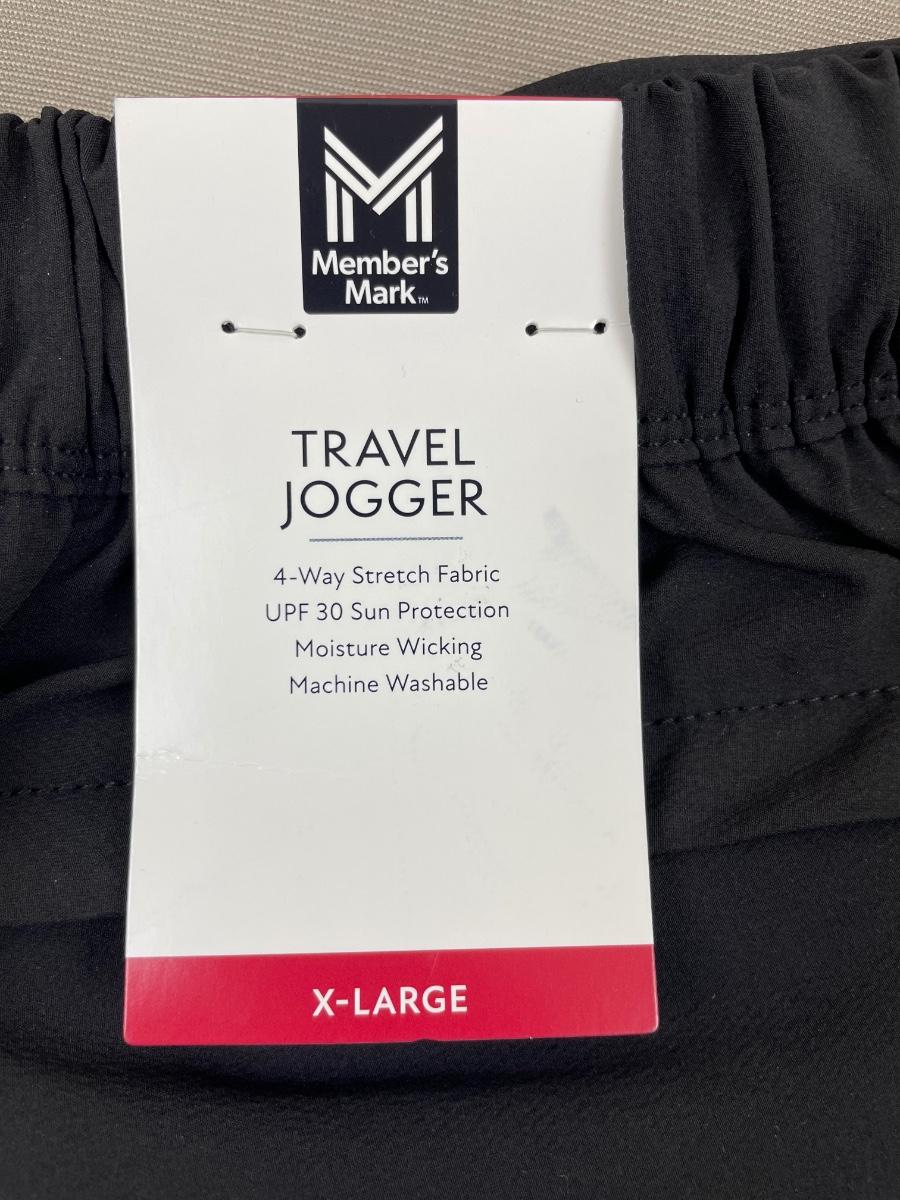 Member's
Mark™
TRAVEL
JOGGER
4-Way Stretch Fabric
UPF 30 Sun Protection
Moisture Wicking
Machine Washable
X-LARGE